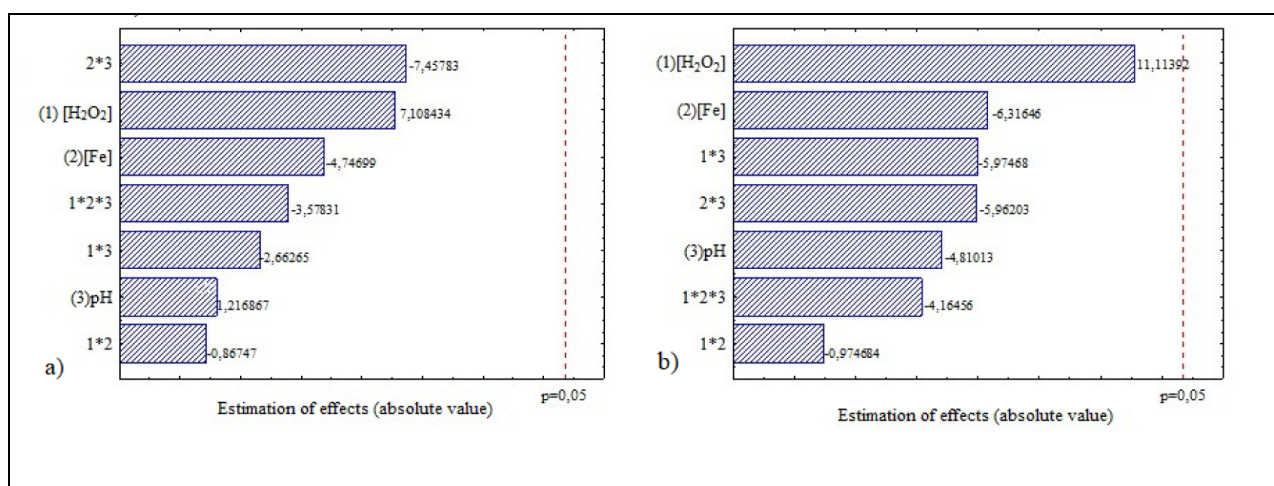 2*3
-7,45783
(1) [H₂O₂]
7,108434
(2)[Fe]
-4,74699
1*2*3
-3,57831
1*3
-2,66265
(3)pH
1,216867
1*2
-0,86747
a)
p=0,05
Estimation of effects (absolute value)
(1)[H₂O₂]
11,11392
(2)[Fe]
-6,31646
1*3
-5,97468
2*3
-5,96203
(3)pH
-4,81013
1*2*3
-4,16456
1*2
-0,974684
b)
p=0,05
Estimation of effects (absolute value)